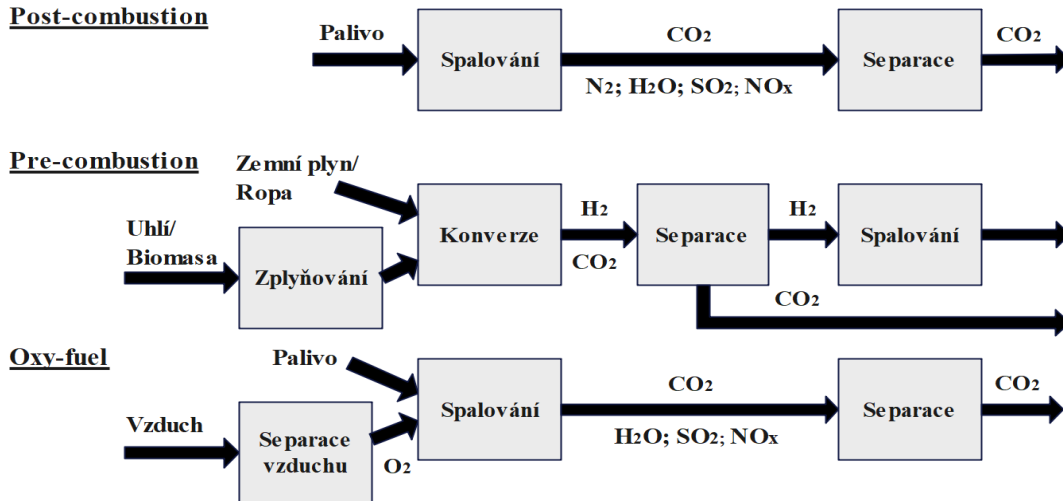 Post-combustion
Palivo
Spalování
CO₂
N₂; H₂O; SO₂; NOx
Separace
CO₂
Pre-combustion
Zemní plyn/
Ropa
Uhlí/
Biomasa
Zplyňování
Konverze
H₂
CO₂
Separace
H₂
Spalování
CO₂
Oxy-fuel
Palivo
Vzduch
Separace
vzduchu
O₂
Spalování
CO₂
H₂O; SO₂; NOx
Separace
CO₂